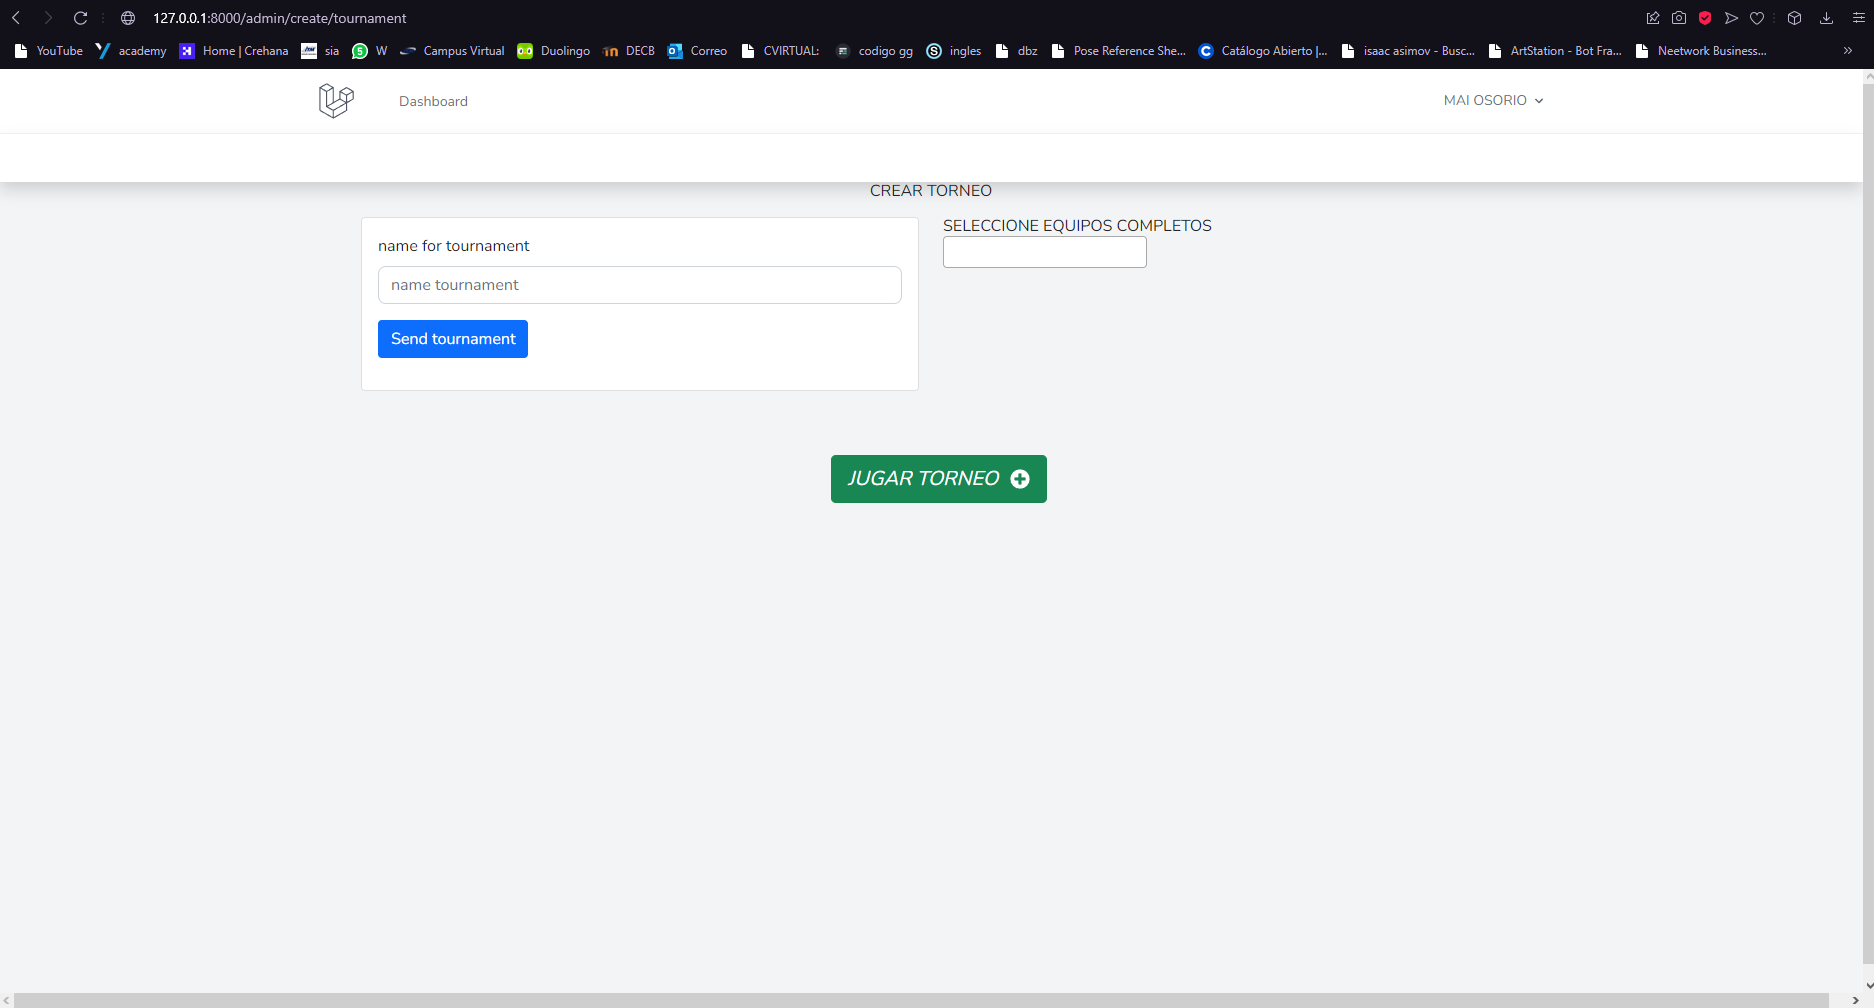 127.0.0.1:8000/admin/create/tournament
YouTube academy Home | Crehana sia W Campus Virtual Duolingo DECB Correo CVIRTUAL: codigo gg ingles dbz Pose Reference She... Catálogo Abierto |... isaac asimov - Busc... ArtStation - Bot Fra... Neetwork Business...
Dashboard
MAI OSORIO
CREAR TORNEO
name for tournament
name tournament
Send tournament
SELECCIONE EQUIPOS COMPLETOS
JUGAR TORNEO